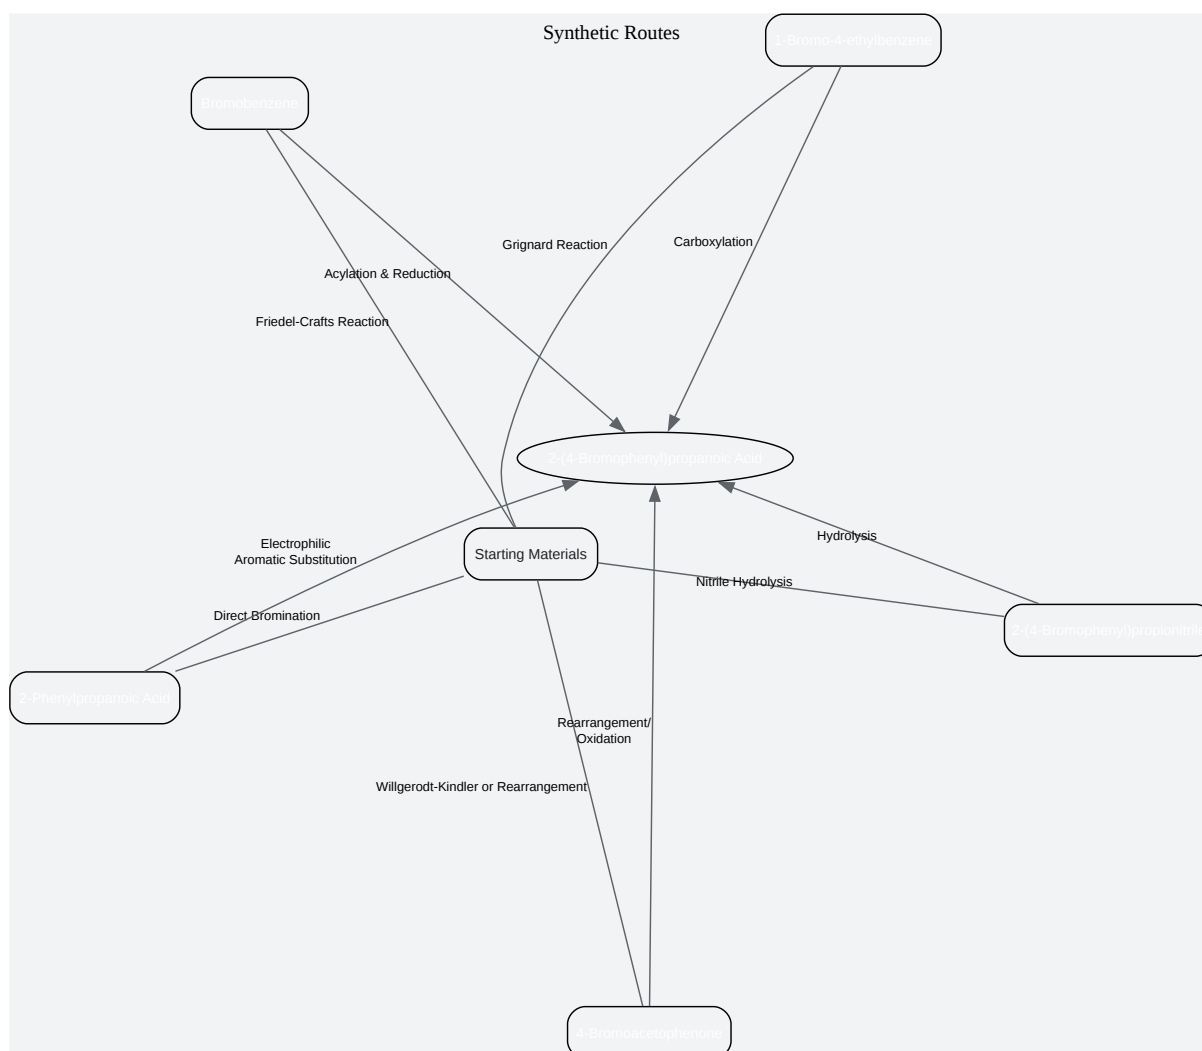 Synthetic Routes
1-Bromo-4-ethylbenzene
Bromobenzene
Grignard Reaction
Carboxylation
Acylation & Reduction
Friedel-Crafts Reaction
2-(4-Bromophenyl)propanoic Acid
Electrophilic
Aromatic Substitution
Starting Materials
Hydrolysis
Nitrile Hydrolysis
Direct Bromination
2-(4-Bromophenyl)propionitrile
2-Phenylpropanoic Acid
Rearrangement/
Oxidation
Willgerodt-Kindler or Rearrangement
4-Bromoacetophenone